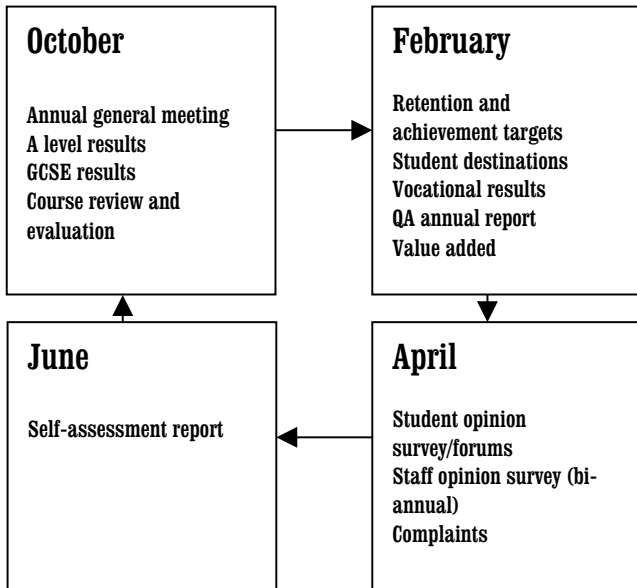 October
Annual general meeting
A level results
GCSE results
Course review and
evaluation
February
Retention and
achievement targets
Student destinations
Vocational results
QA annual report
Value added
June
Self-assessment report
April
Student opinion
survey/forums
Staff opinion survey (bi-
annual)
Complaints